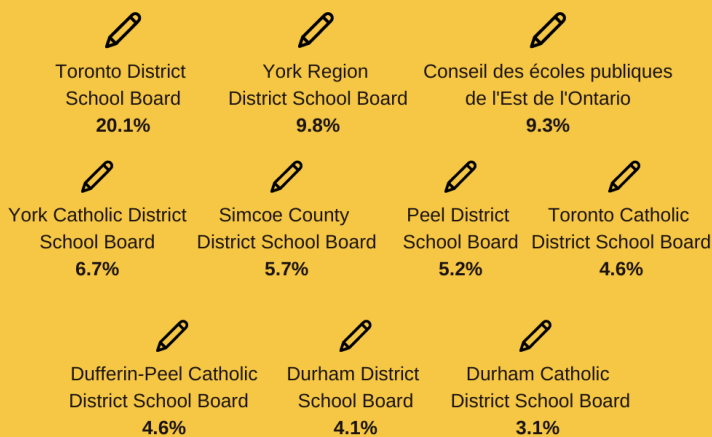 Toronto District
School Board
20.1%
York Region
District School Board
9.8%
Conseil des écoles publiques
de l'Est de l'Ontario
9.3%
York Catholic District
School Board
6.7%
Simcoe County
District School Board
5.7%
Peel District
School Board
5.2%
Toronto Catholic
District School Board
4.6%
Dufferin-Peel Catholic
District School Board
4.6%
Durham District
School Board
4.1%
Durham Catholic
District School Board
3.1%